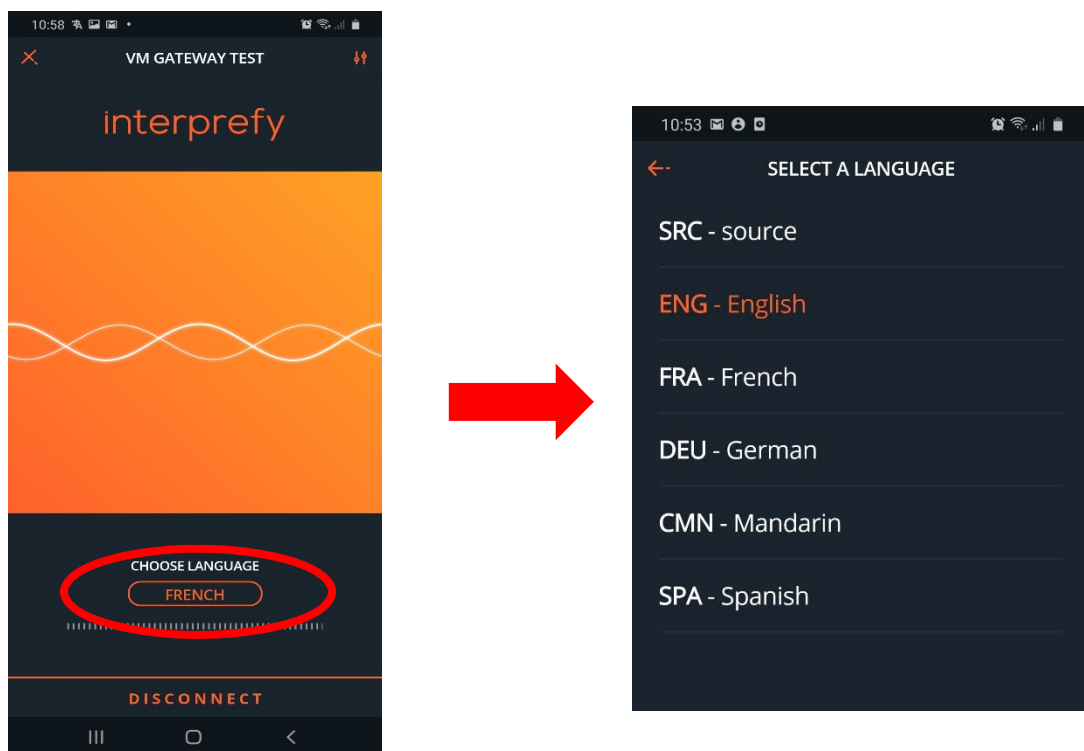 10:58
VM GATEWAY TEST
interprefy
CHOOSE LANGUAGE
FRENCH
DISCONNECT
10:53
SELECT A LANGUAGE
SRC - source
ENG - English
FRA - French
DEU - German
CMN - Mandarin
SPA - Spanish